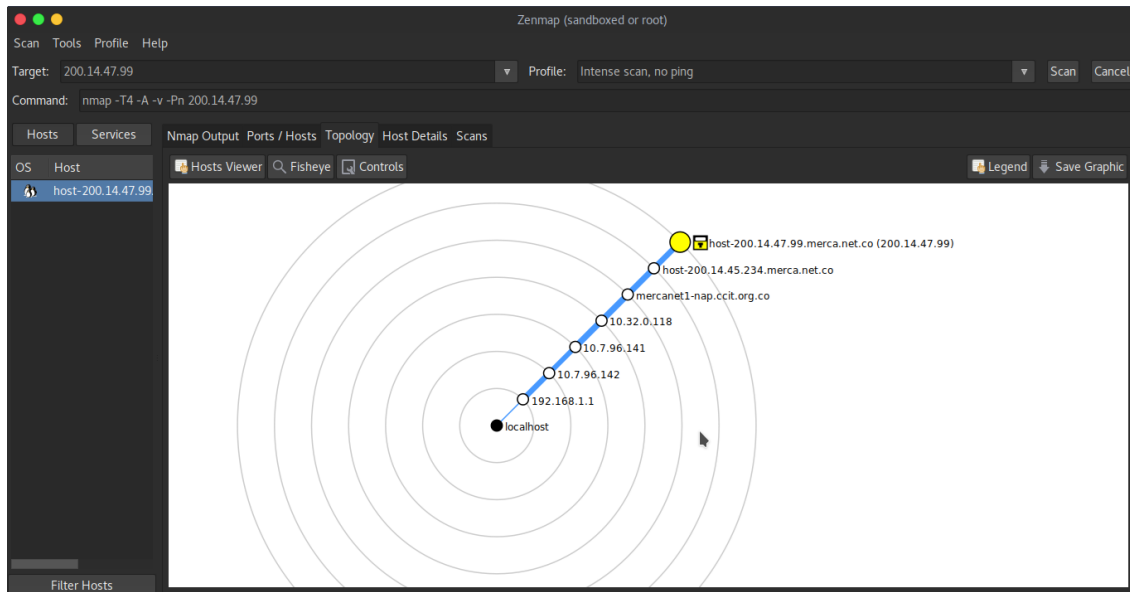 Zenmap (sandboxed or root)
Scan Tools Profile Help
Target: 200.14.47.99 Profile: Intense scan, no ping Scan Cancel
Command: nmap -T4 -A -v -Pn 200.14.47.99
Hosts Services Nmap Output Ports / Hosts Topology Host Details Scans
OS Host Hosts Viewer Fisheye Controls Legend Save Graphic
host-200.14.47.99.
host-200.14.47.99.merca.net.co (200.14.47.99)
host-200.14.45.234.merca.net.co
mercanet1-nap.ccit.org.co
10.32.0.118
10.7.96.141
10.7.96.142
192.168.1.1
localhost
Filter Hosts